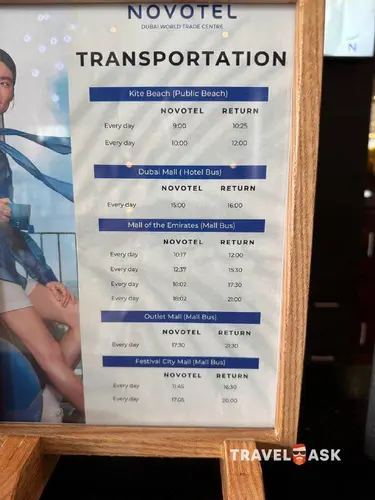 NOVOTEL
DUBAI WORLD TRADE CENTRE
TRANSPORTATION
Kite Beach (Public Beach)
NOVOTEL RETURN
Every day 9:00 10:25
Every day 10:00 12:00
Dubai Mall ( Hotel Bus)
NOVOTEL RETURN
Every day 15:00 16:00
Mall of the Emirates (Mall Bus)
NOVOTEL RETURN
Every day 10:17 12:00
Every day 12:37 15:30
Every day 16:02 17:30
Every day 18:02 21:00
Outlet Mall (Mall Bus)
NOVOTEL RETURN
Every day 17:30 21:30
Festival City Mall (Mall Bus)
NOVOTEL RETURN
Every day 11:45 16:30
Every day 17:05 20:00
TRAVEL ASK